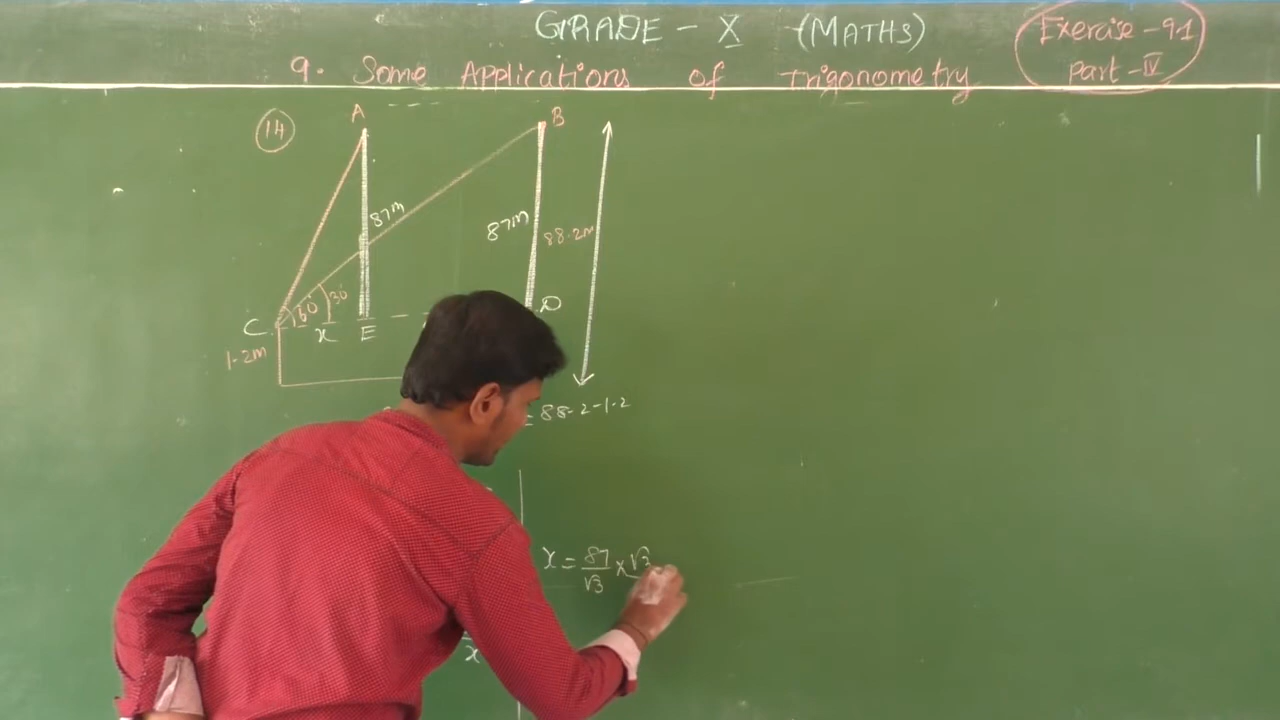 GRADE - X (MATHS)
Exercise - 9.1
part - IV
9. Some Applications of Trigonometry
14
A
B
87m
87m
88.2m
60
30
C
x
E
D
1.2m
= 88.2-1.2
x = 87/√3 × √3
x